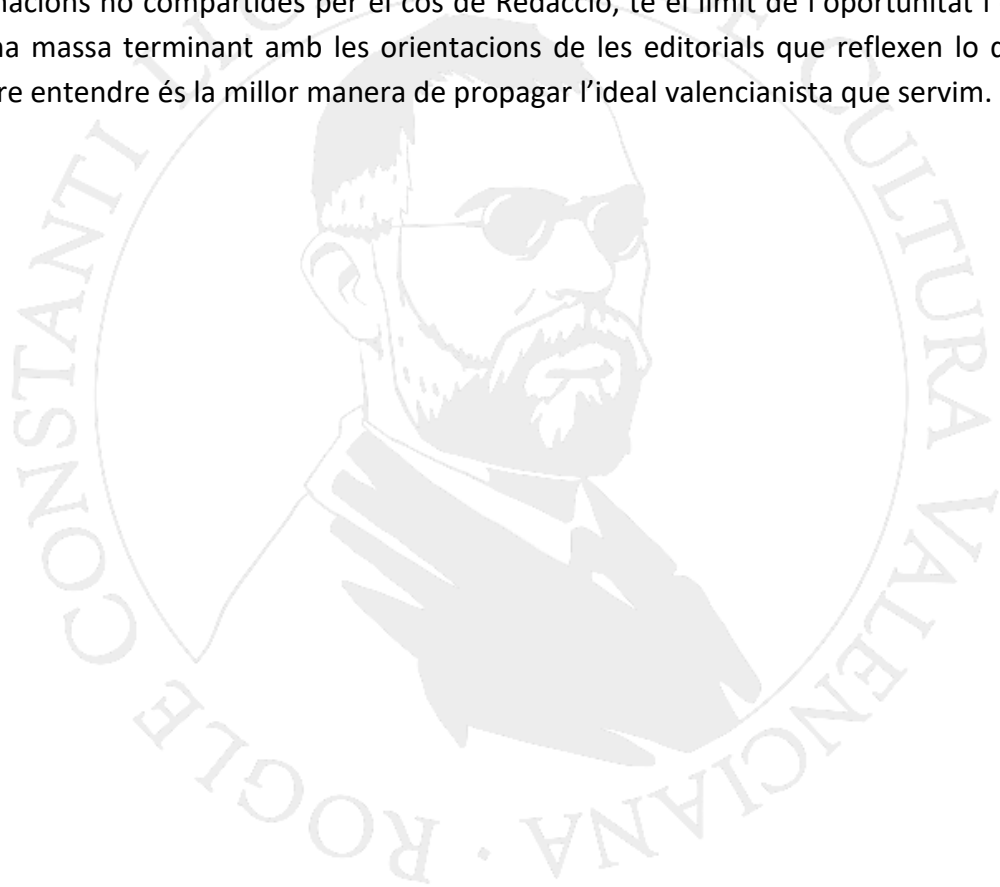 nacions no compartides per el cos de Redacció, té el límit de l’oportunitat i
na massa terminant amb les orientacions de les editorials que reflexen lo
re entendre és la millor manera de propagar l’ideal valencianista que servim.
ROGLE CONSTANTI
CULTURA VALENCIANA ·